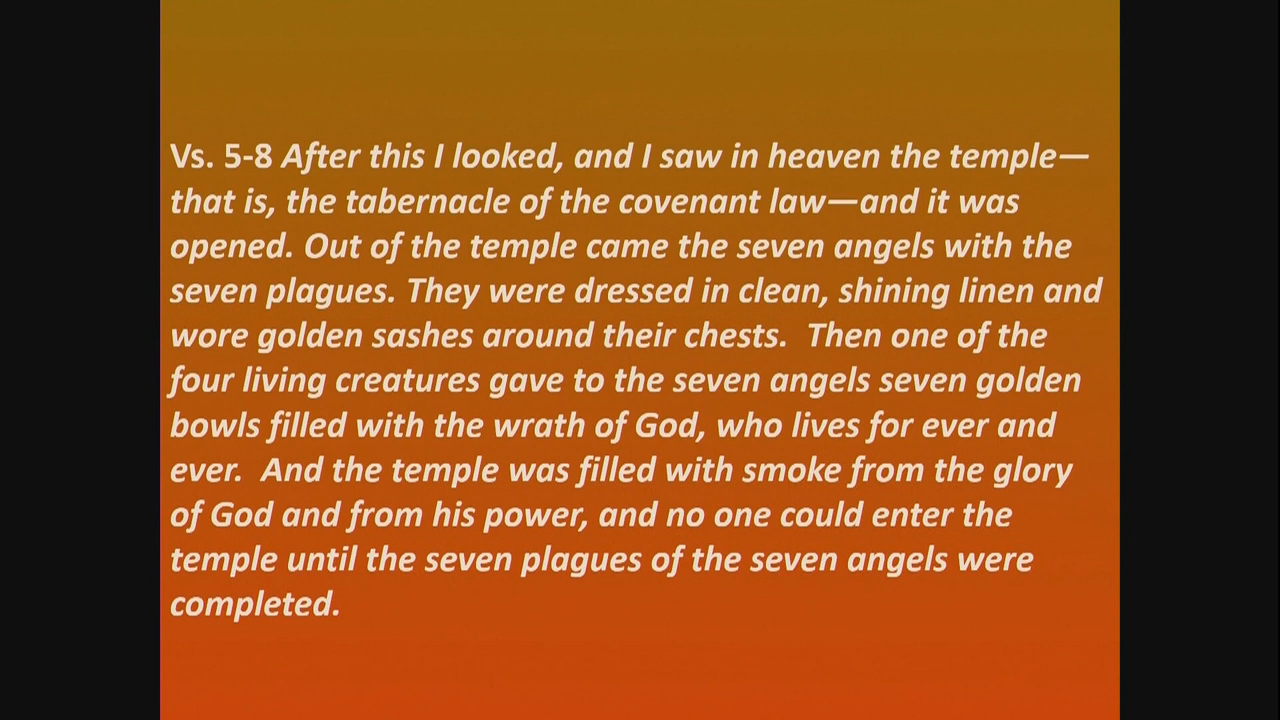 Vs. 5-8 After this I looked, and I saw in heaven the temple—
that is, the tabernacle of the covenant law—and it was
opened. Out of the temple came the seven angels with the
seven plagues. They were dressed in clean, shining linen and
wore golden sashes around their chests.  Then one of the
four living creatures gave to the seven angels seven golden
bowls filled with the wrath of God, who lives for ever and
ever.  And the temple was filled with smoke from the glory
of God and from his power, and no one could enter the
temple until the seven plagues of the seven angels were
completed.